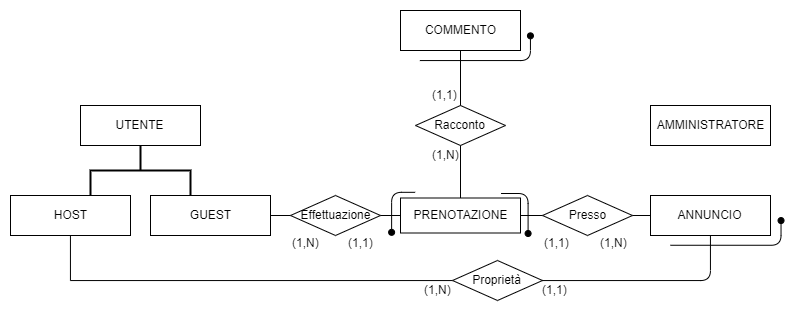 COMMENTO
(1,1)
UTENTE
Racconto
AMMINISTRATORE
(1,N)
HOST
GUEST
Effettuazione
PRENOTAZIONE
Presso
ANNUNCIO
(1,N)
(1,1)
(1,1)
(1,N)
Proprietà
(1,N)
(1,1)